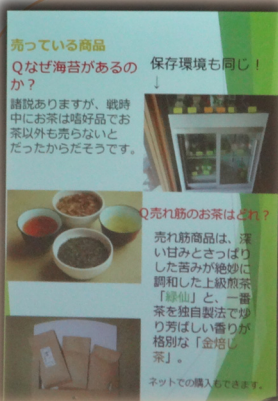 売っている商品
Qなぜ海苔があるの
か？
諸説ありますが、戦時
中にお茶は嗜好品でお
茶以外も売らないと
だったからだそうです。
保存環境も同じ！
↓
Q売れ筋のお茶はどれ？
売れ筋商品は、深
い甘みとさっぱり
した苦みが絶妙に
調和した上級煎茶
「緑仙」と、一番
茶を独自製法で炒
り芳ばしい香りが
格別な「金焙じ
茶」。
ネットでの購入もできます。